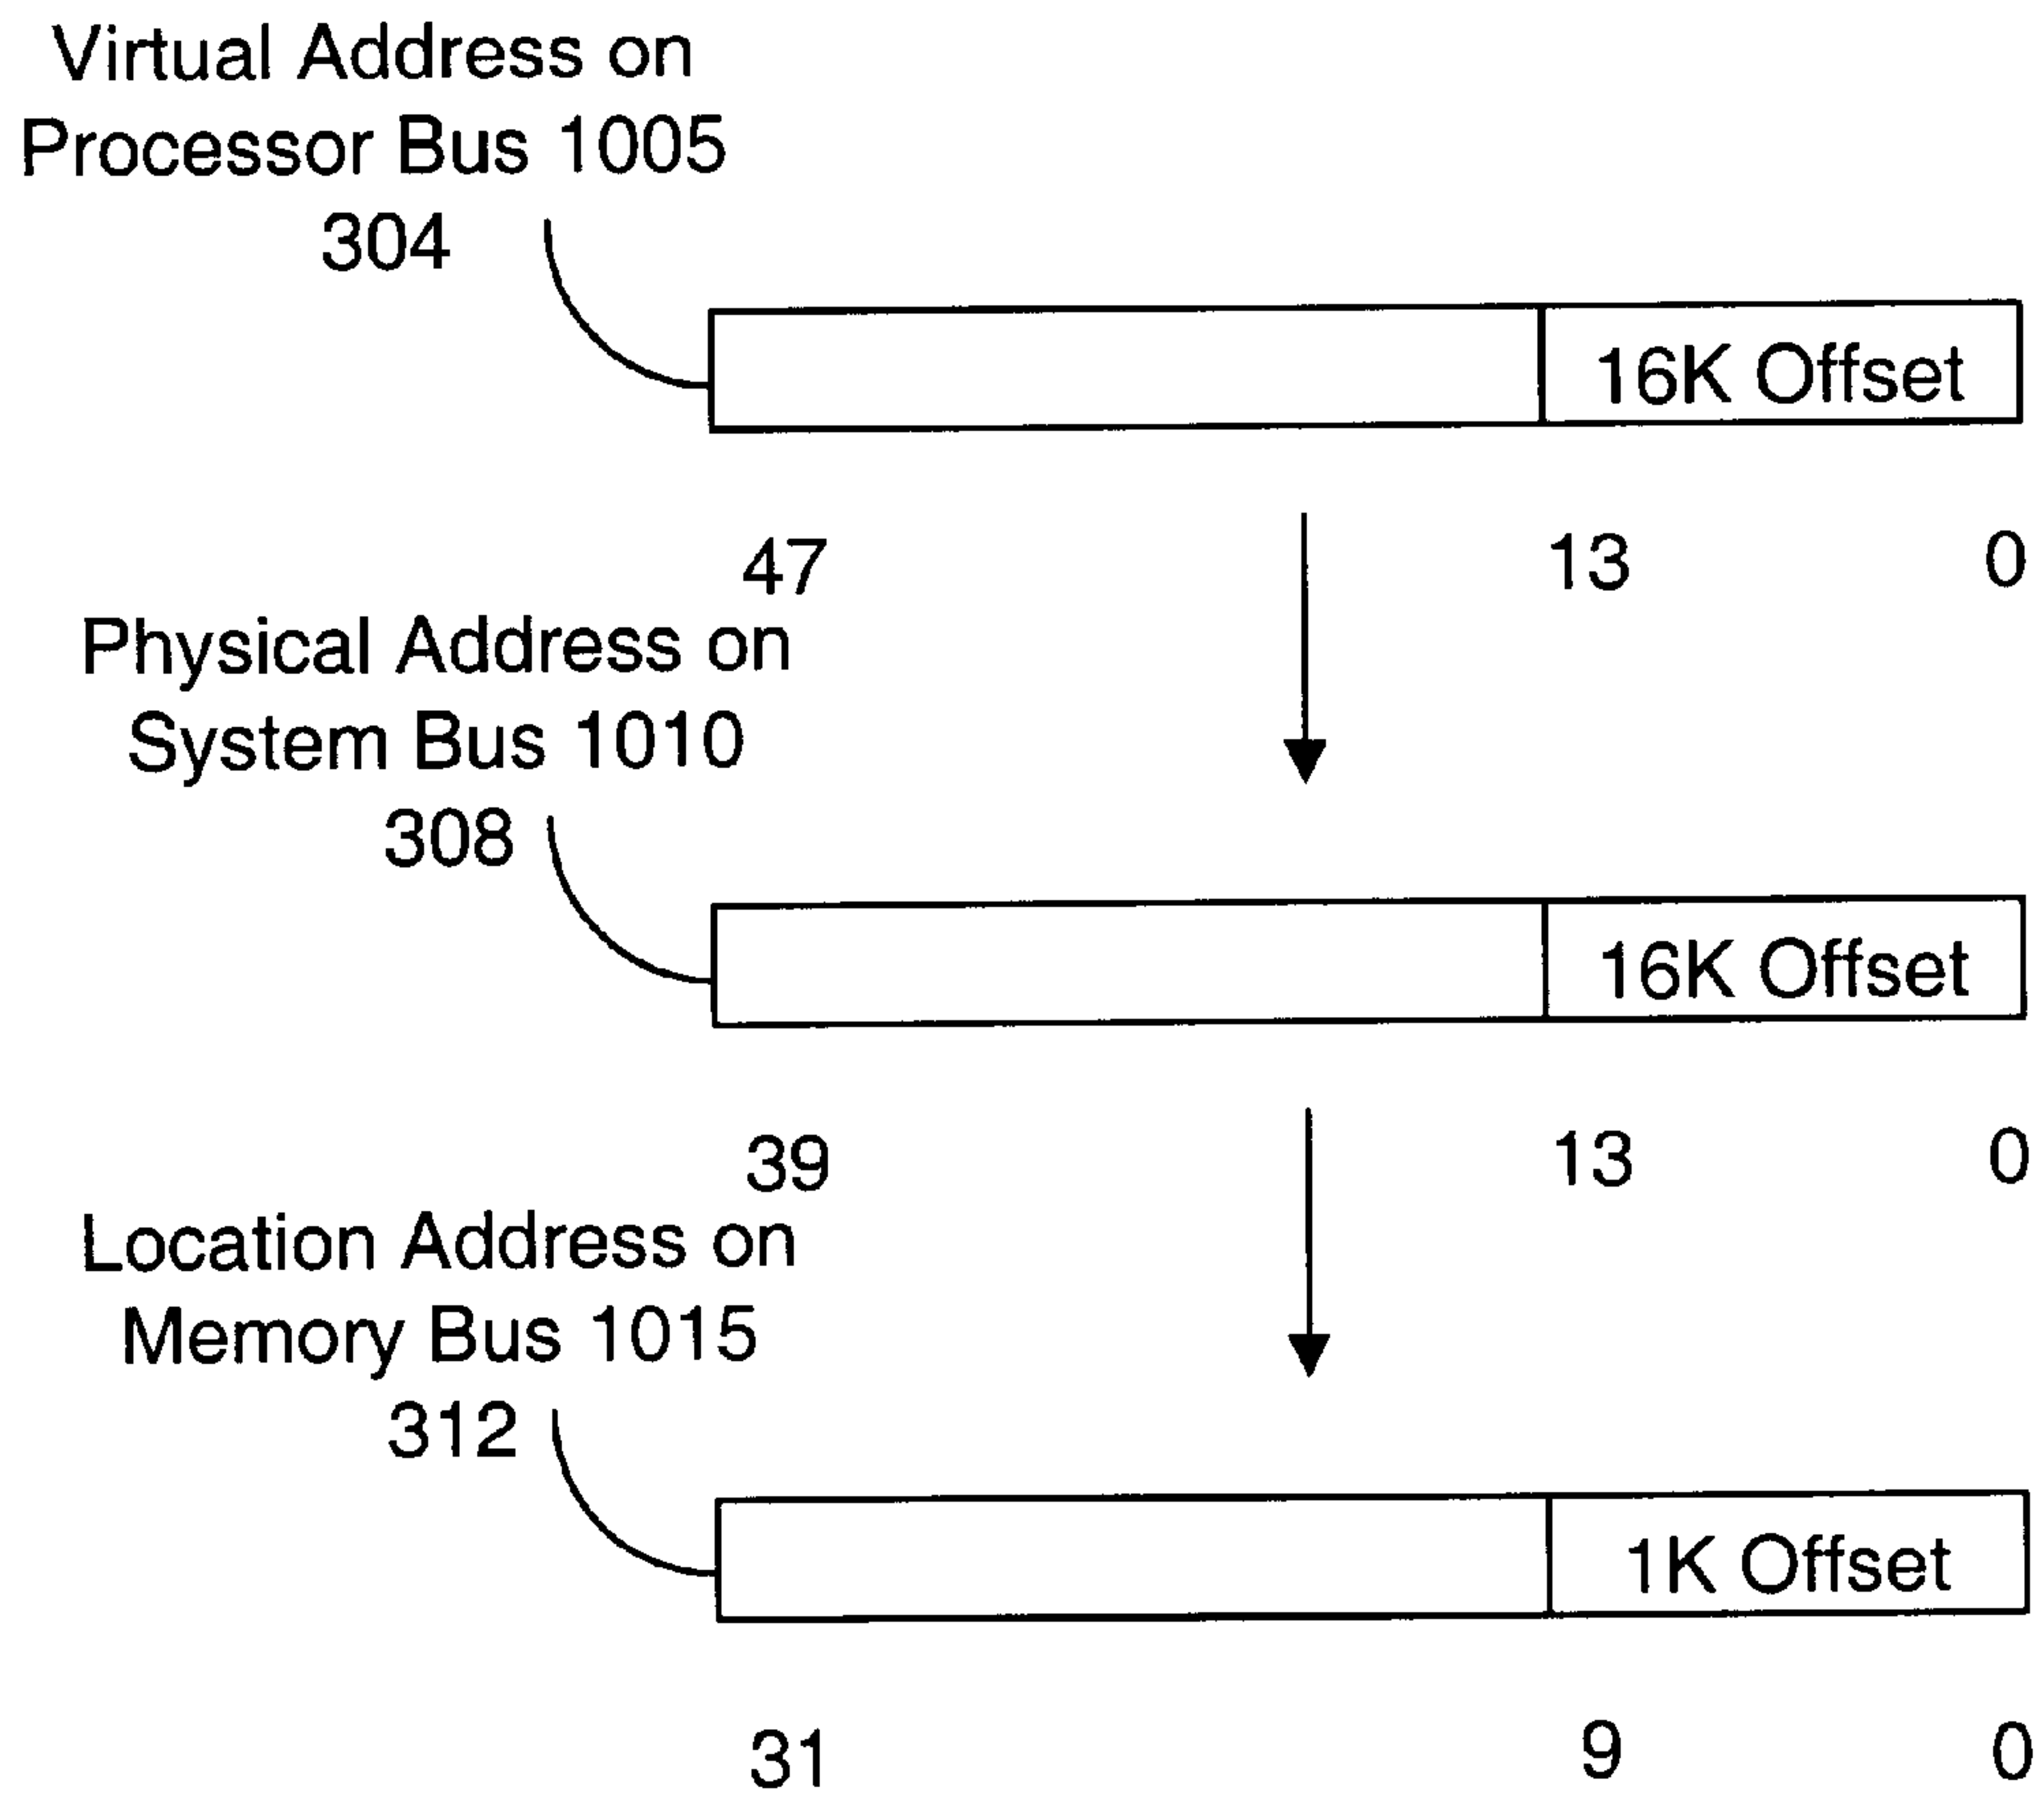 Virtual Address on
Processor Bus 1005
304
16K Offset
47 13 0
Physical Address on
System Bus 1010
308
16K Offset
39 13 0
Location Address on
Memory Bus 1015
312
1K Offset
31 9 0